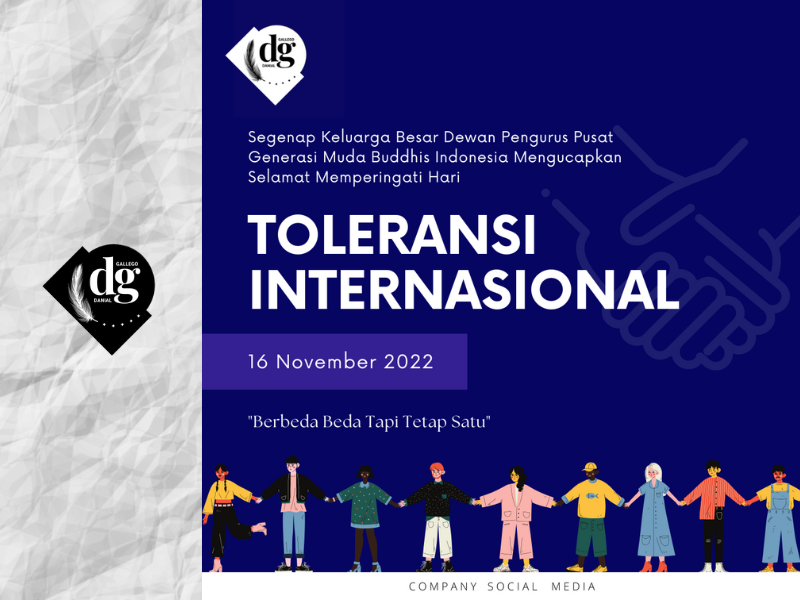 dg
GALLEGO
DANIAL
dg
GALLEGO
DANIAL
Segenap Keluarga Besar Dewan Pengurus Pusat
Generasi Muda Buddhis Indonesia Mengucapkan
Selamat Memperingati Hari
TOLERANSI
INTERNASIONAL
16 November 2022
"Berbeda Beda Tapi Tetap Satu"
COMPANY SOCIAL MEDIA